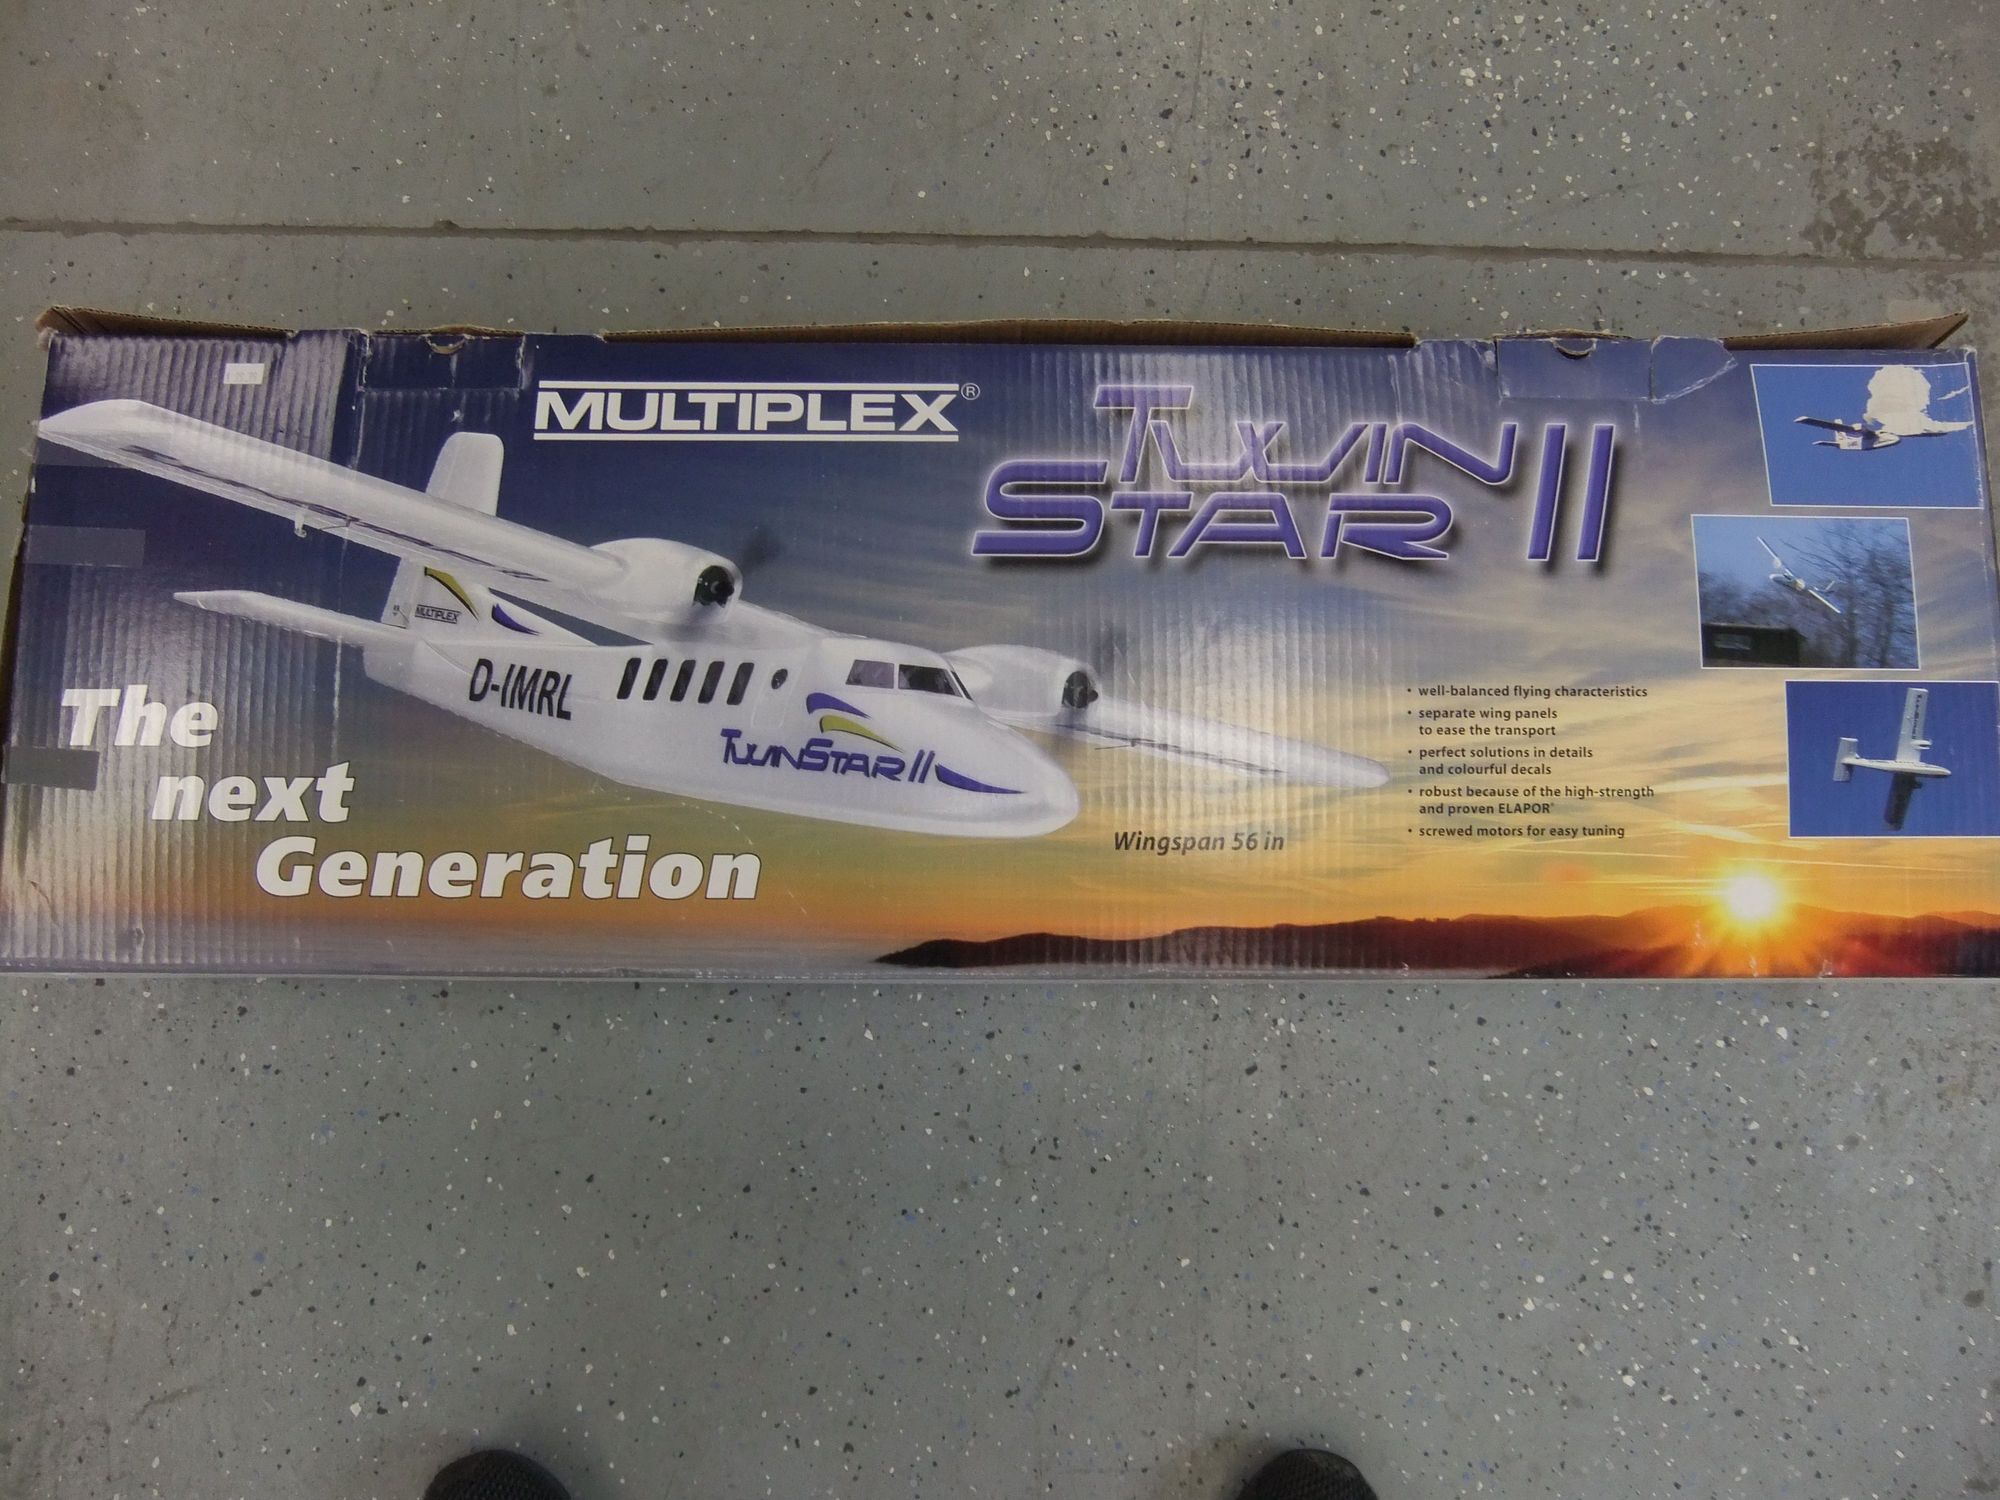 MULTIPLEX®
TWIN
STAR II
MULTIPLEX
D-IMRL
TWINSTAR II
The
next
Generation
Wingspan 56 in
• well-balanced flying characteristics
• separate wing panels
to ease the transport
• perfect solutions in details
and colourful decals
• robust because of the high-strength
and proven ELAPOR®
• screwed motors for easy tuning